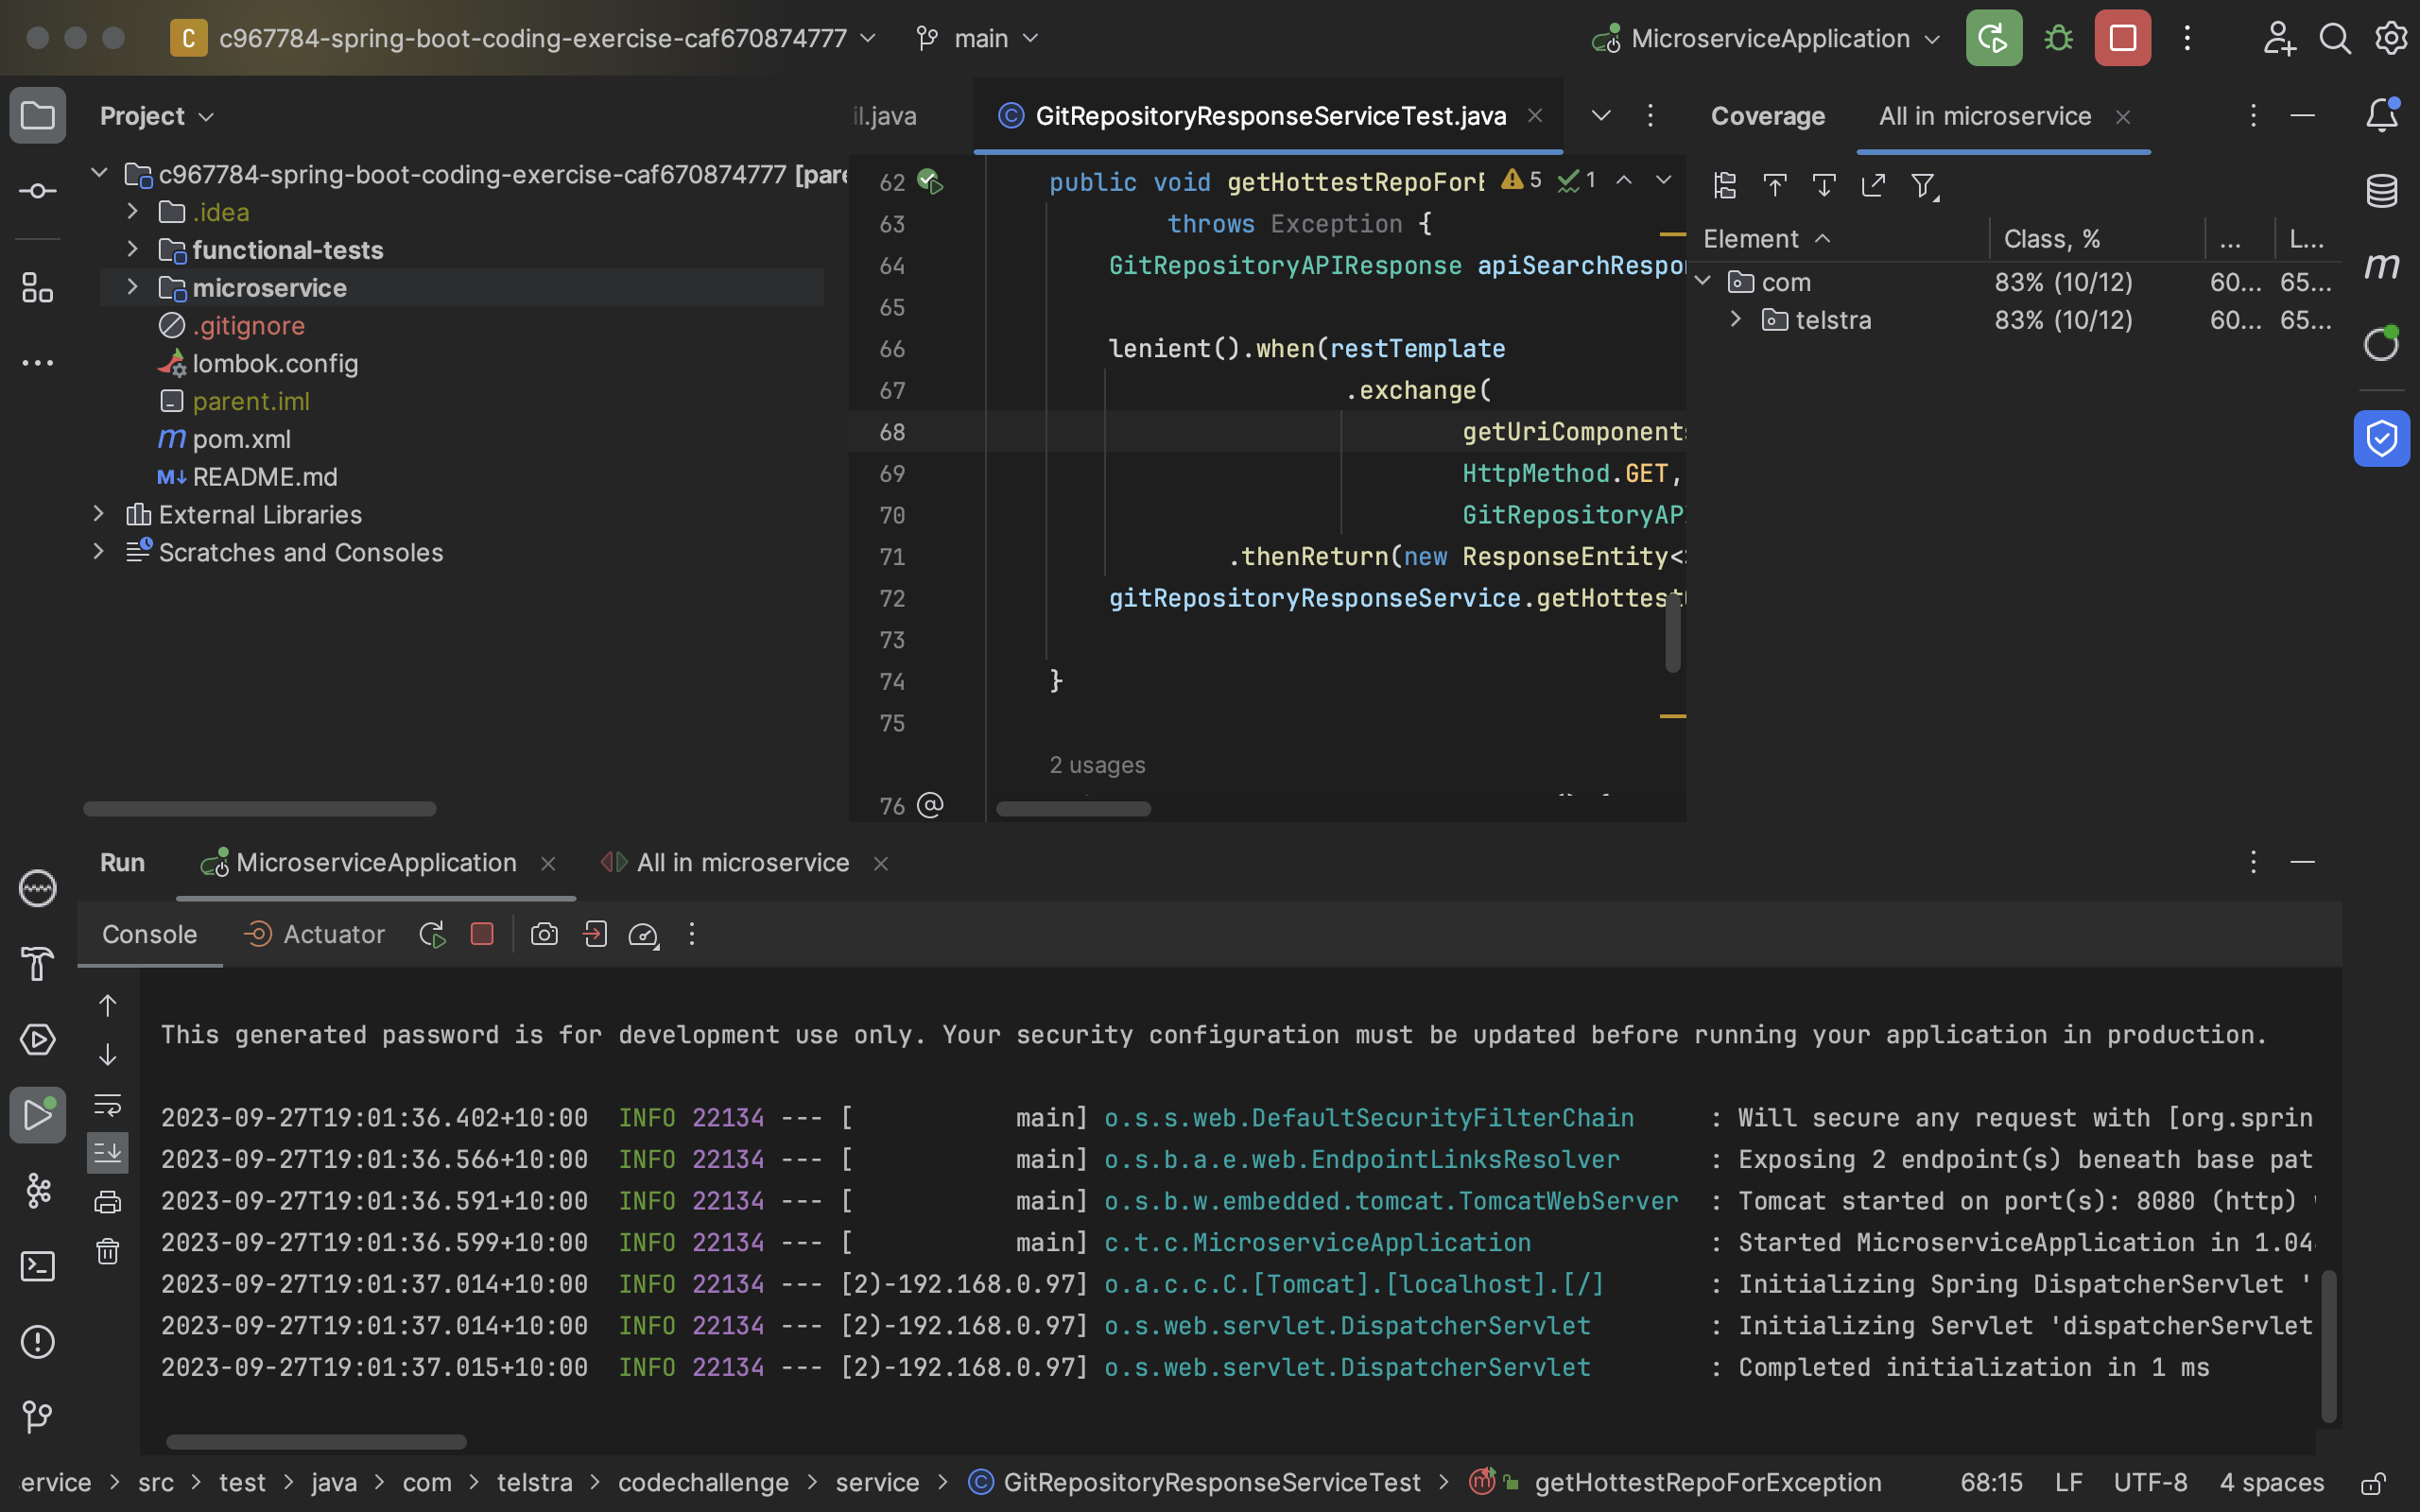 C c967784-spring-boot-coding-exercise-caf670874777 main MicroserviceApplication
Project
c967784-spring-boot-coding-exercise-caf670874777 [pare
.idea
functional-tests
microservice
.gitignore
lombok.config
parent.iml
pom.xml
README.md
External Libraries
Scratches and Consoles
il.java GitRepositoryResponseServiceTest.java
62 public void getHottestRepoForE 5 1
63 throws Exception {
64 GitRepositoryAPIResponse apiSearchRespon
65
66 lenient().when(restTemplate
67 .exchange(
68 getUriComponents
69 HttpMethod.GET,
70 GitRepositoryAPI
71 .thenReturn(new ResponseEntity<>
72 gitRepositoryResponseService.getHottest
73
74 }
75
2 usages
76
Coverage All in microservice
Element Class, % ... L...
com 83% (10/12) 60... 65...
telstra 83% (10/12) 60... 65...
Run MicroserviceApplication All in microservice
Console Actuator
This generated password is for development use only. Your security configuration must be updated before running your application in production.
2023-09-27T19:01:36.402+10:00 INFO 22134 --- [ main] o.s.s.web.DefaultSecurityFilterChain : Will secure any request with [org.sprin
2023-09-27T19:01:36.566+10:00 INFO 22134 --- [ main] o.s.b.a.e.web.EndpointLinksResolver : Exposing 2 endpoint(s) beneath base pat
2023-09-27T19:01:36.591+10:00 INFO 22134 --- [ main] o.s.b.w.embedded.tomcat.TomcatWebServer : Tomcat started on port(s): 8080 (http)
2023-09-27T19:01:36.599+10:00 INFO 22134 --- [ main] c.t.c.MicroserviceApplication : Started MicroserviceApplication in 1.04
2023-09-27T19:01:37.014+10:00 INFO 22134 --- [2)-192.168.0.97] o.a.c.c.C.[Tomcat].[localhost].[/] : Initializing Spring DispatcherServlet '
2023-09-27T19:01:37.014+10:00 INFO 22134 --- [2)-192.168.0.97] o.s.web.servlet.DispatcherServlet : Initializing Servlet 'dispatcherServlet
2023-09-27T19:01:37.015+10:00 INFO 22134 --- [2)-192.168.0.97] o.s.web.servlet.DispatcherServlet : Completed initialization in 1 ms
ervice > src > test > java > com > telstra > codechallenge > service > GitRepositoryResponseServiceTest > getHottestRepoForException 68:15 LF UTF-8 4 spaces